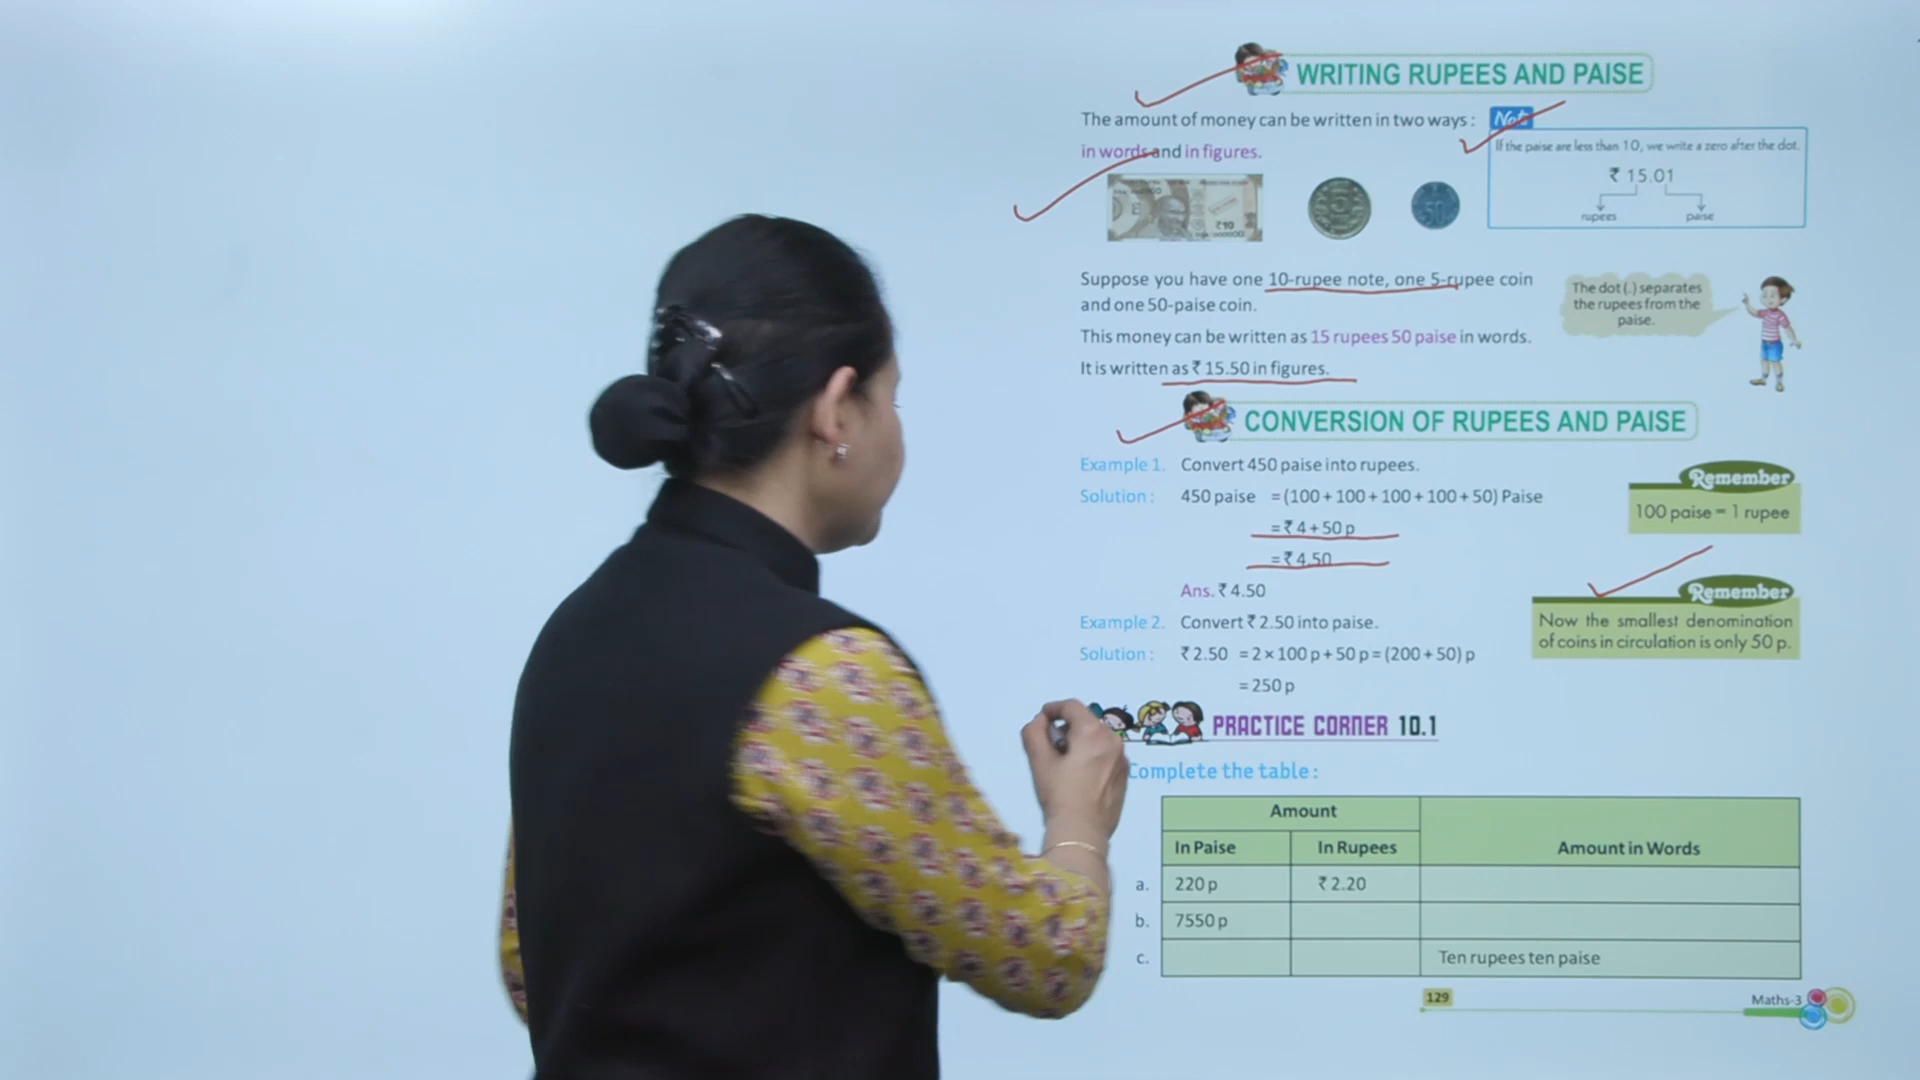 WRITING RUPEES AND PAISE
The amount of money can be written in two ways :
in words and in figures.
Note
If the paise are less than 10, we write a zero after the dot.
₹ 15.01
rupees paise
₹10
5
50
Suppose you have one 10-rupee note, one 5-rupee coin
and one 50-paise coin.
This money can be written as 15 rupees 50 paise in words.
It is written as ₹ 15.50 in figures.
The dot (.) separates
the rupees from the
paise.
CONVERSION OF RUPEES AND PAISE
Example 1. Convert 450 paise into rupees.
Solution : 450 paise = (100 + 100 + 100 + 100 + 50) Paise
= ₹ 4 + 50 p
= ₹ 4.50
Ans. ₹ 4.50
Remember
100 paise = 1 rupee
Remember
Now the smallest denomination
of coins in circulation is only 50 p.
Example 2. Convert ₹ 2.50 into paise.
Solution : ₹ 2.50 = 2 × 100 p + 50 p = (200 + 50) p
= 250 p
PRACTICE CORNER 10.1
Complete the table :
Amount
In Paise In Rupees Amount in Words
a. 220 p ₹ 2.20
b. 7550 p
c. Ten rupees ten paise
129
Maths-3